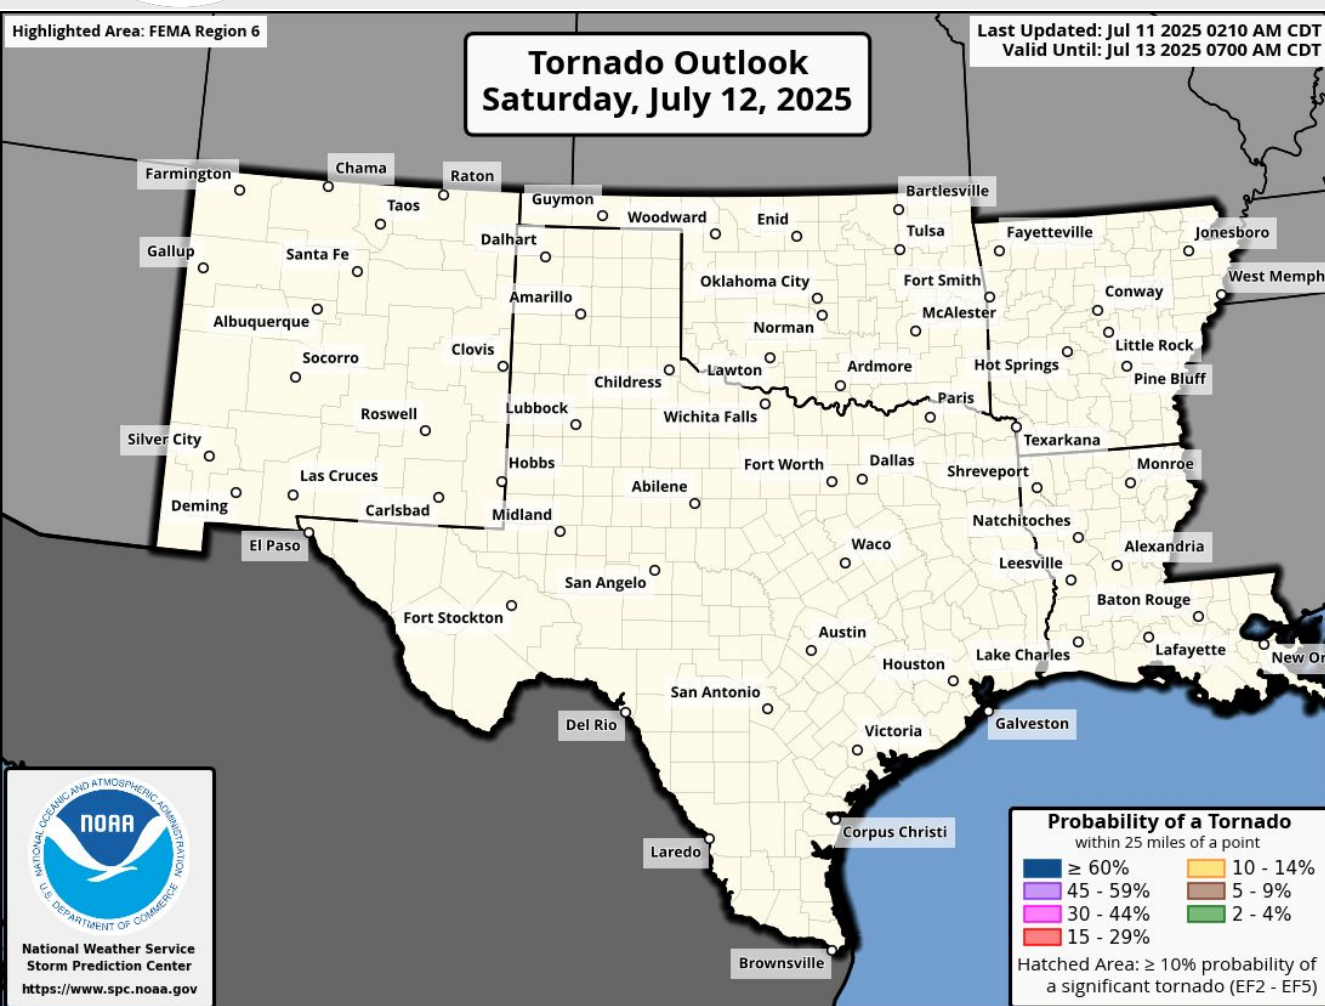 Highlighted Area: FEMA Region 6
Last Updated: Jul 11 2025 0210 AM CDT
Valid Until: Jul 13 2025 0700 AM CDT
Tornado Outlook
Saturday, July 12, 2025
Farmington
Chama
Raton
Taos
Guymon
Woodward
Enid
Bartlesville
Tulsa
Fayetteville
Jonesboro
Gallup
Santa Fe
Dalhart
Oklahoma City
Fort Smith
West Memph
Conway
Amarillo
Albuquerque
Norman
McAlester
Little Rock
Socorro
Clovis
Childress
Lawton
Ardmore
Hot Springs
Pine Bluff
Roswell
Lubbock
Wichita Falls
Paris
Silver City
Texarkana
Las Cruces
Hobbs
Fort Worth
Dallas
Shreveport
Monroe
Abilene
Deming
Carlsbad
Midland
Natchitoches
El Paso
Waco
Alexandria
Leesville
San Angelo
Baton Rouge
Fort Stockton
Austin
Lake Charles
Lafayette
New Or
Houston
San Antonio
Del Rio
Galveston
Victoria
Corpus Christi
Laredo
Brownsville
NATIONAL OCEANIC AND ATMOSPHERIC ADMINISTRATION
NOAA
U.S. DEPARTMENT OF COMMERCE
National Weather Service
Storm Prediction Center
https://www.spc.noaa.gov
Probability of a Tornado
within 25 miles of a point
≥ 60%
10 - 14%
45 - 59%
5 - 9%
30 - 44%
2 - 4%
15 - 29%
Hatched Area: ≥ 10% probability of
a significant tornado (EF2 - EF5)